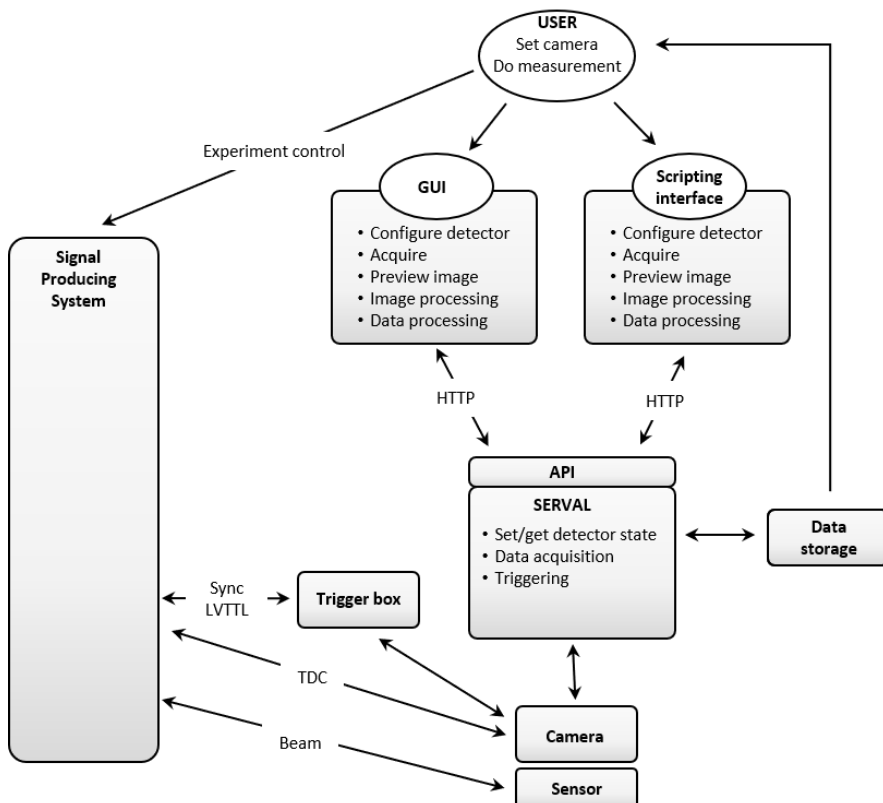 USER
Set camera
Do measurement
Experiment control
GUI
• Configure detector
• Acquire
• Preview image
• Image processing
• Data processing
Scripting
interface
• Configure detector
• Acquire
• Preview image
• Image processing
• Data processing
Signal
Producing
System
HTTP
HTTP
API
SERVAL
• Set/get detector state
• Data acquisition
• Triggering
Data
storage
Sync
LVTTL
Trigger box
TDC
Beam
Camera
Sensor